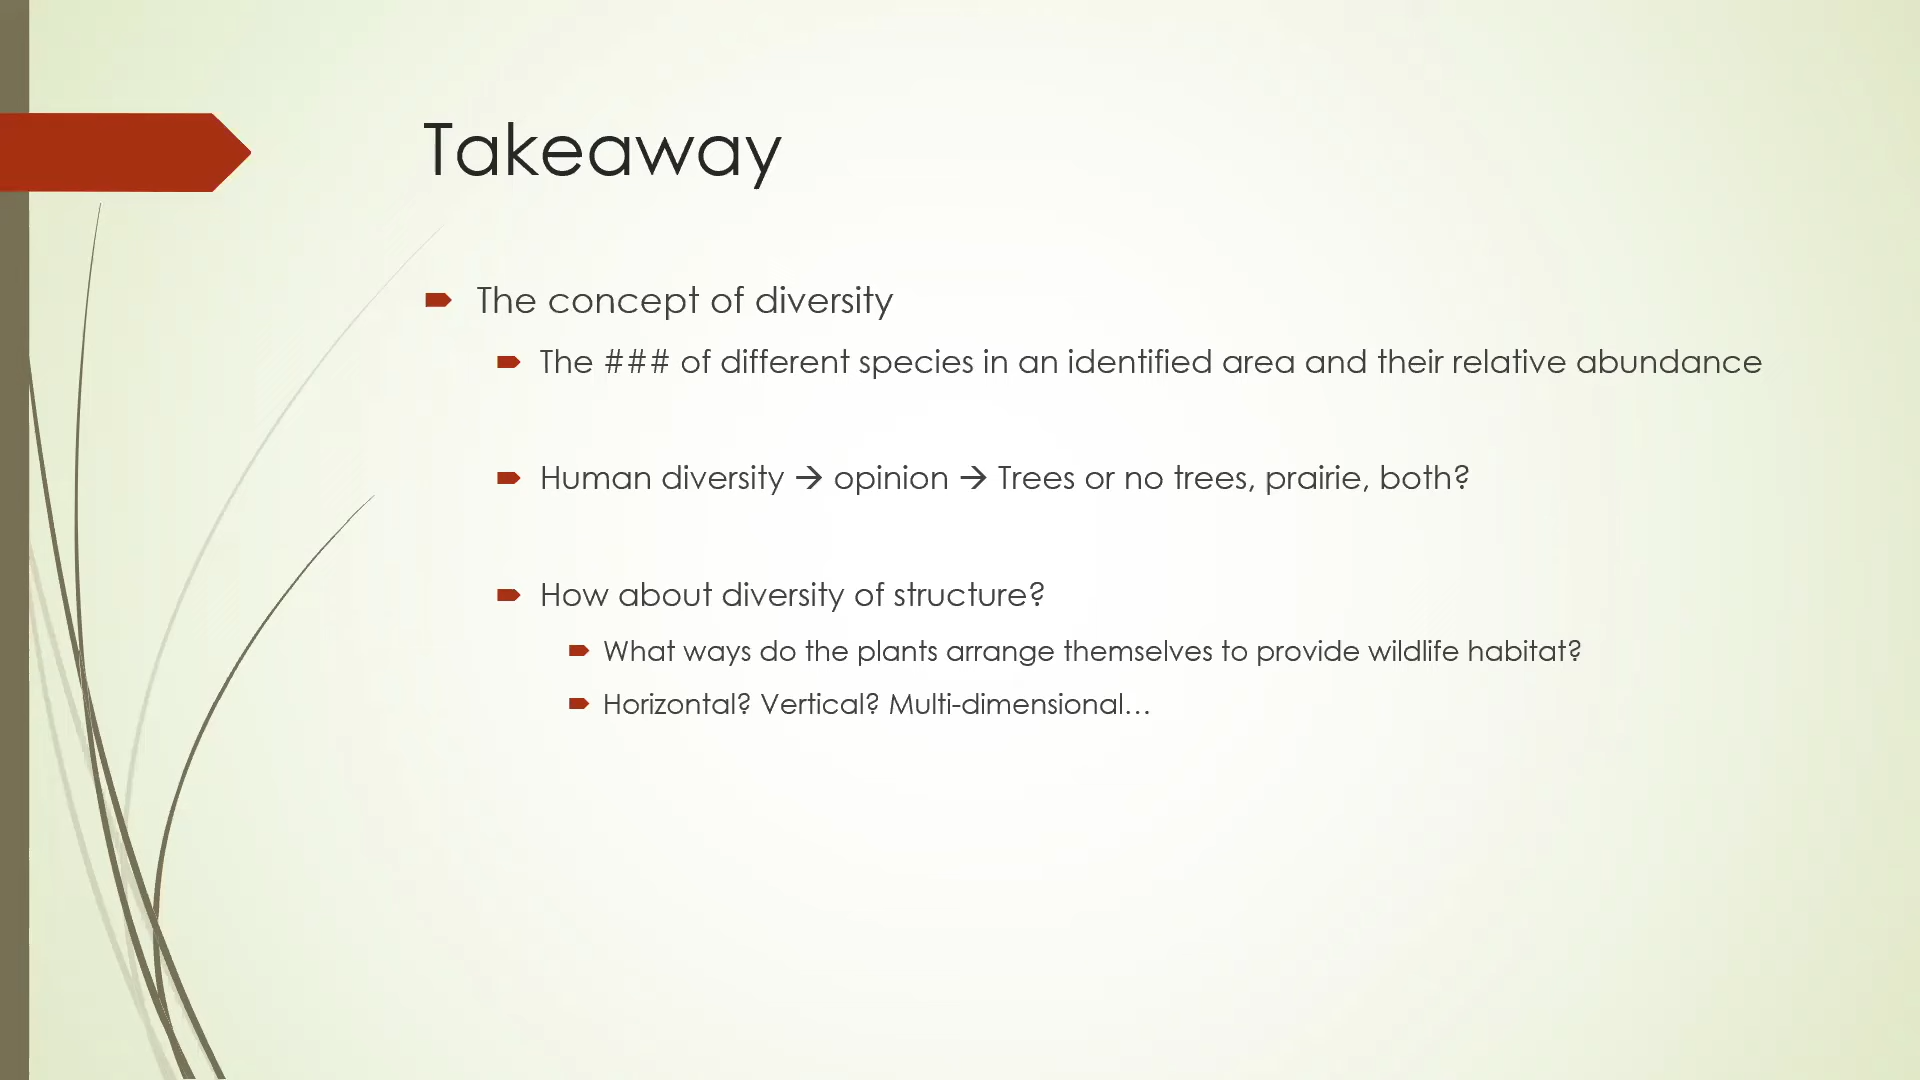 Takeaway
The concept of diversity
The ### of different species in an identified area and their relative abundance
Human diversity → opinion → Trees or no trees, prairie, both?
How about diversity of structure?
What ways do the plants arrange themselves to provide wildlife habitat?
Horizontal? Vertical? Multi-dimensional…